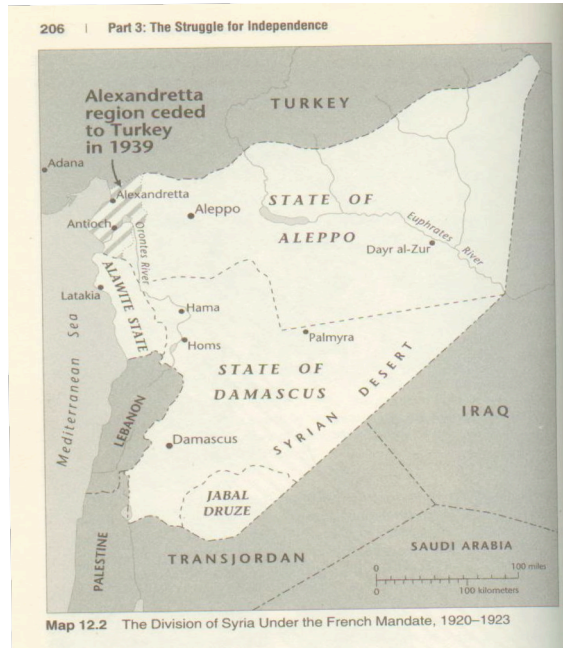 206 | Part 3: The Struggle for Independence
Alexandretta
region ceded
to Turkey
in 1939
TURKEY
Adana
Alexandretta
Aleppo
STATE OF
ALEPPO
Antioch
Orontes River
Euphrates River
Dayr al-Zur
ALAWITE STATE
Latakia
Hama
Homs
Palmyra
STATE OF
DAMASCUS
SYRIAN DESERT
Mediterranean Sea
LEBANON
IRAQ
Damascus
JABAL
DRUZE
PALESTINE
TRANSJORDAN
SAUDI ARABIA
0 100 miles
0 100 kilometers
Map 12.2 The Division of Syria Under the French Mandate, 1920–1923